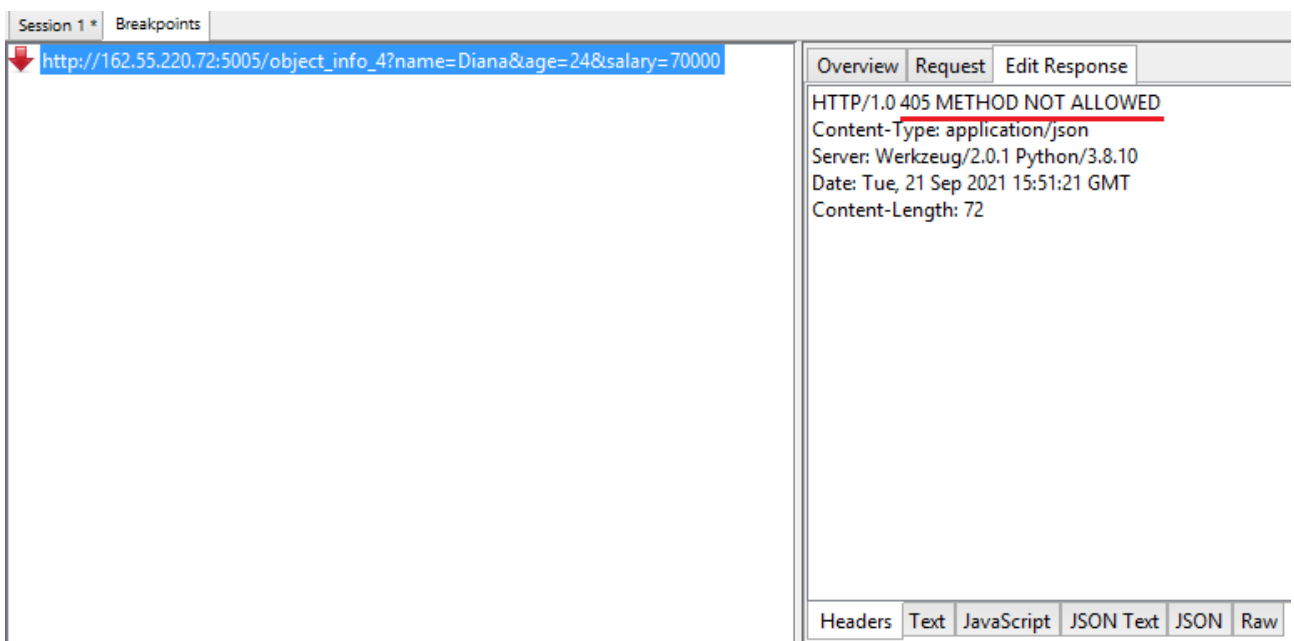 Session 1 * Breakpoints
http://162.55.220.72:5005/object_info_4?name=Diana&age=24&salary=70000
Overview Request Edit Response
HTTP/1.0 405 METHOD NOT ALLOWED
Content-Type: application/json
Server: Werkzeug/2.0.1 Python/3.8.10
Date: Tue, 21 Sep 2021 15:51:21 GMT
Content-Length: 72
Headers Text JavaScript JSON Text JSON Raw